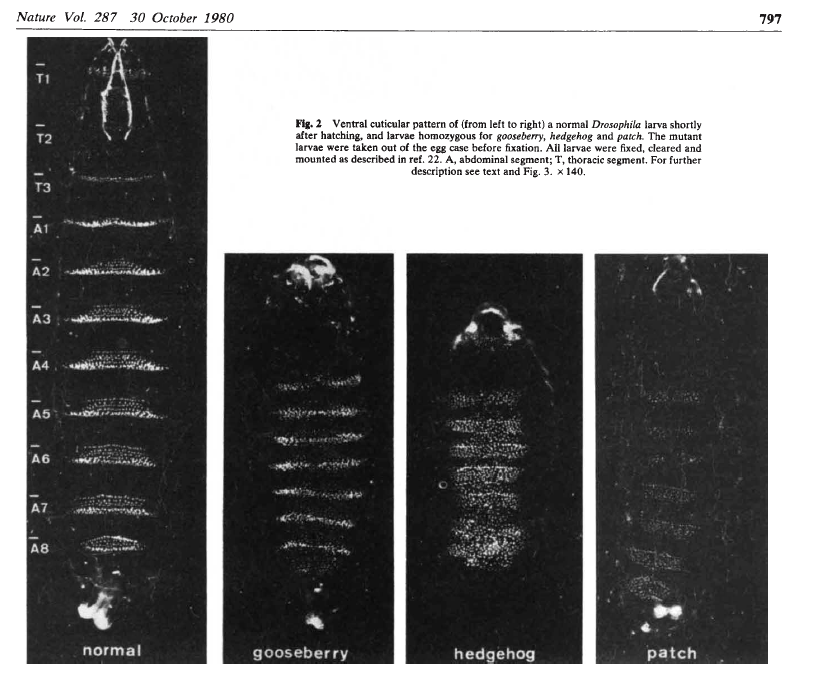 Nature Vol. 287 30 October 1980
797
T1
T2
T3
A1
A2
A3
A4
A5
A6
A7
A8
normal
Fig. 2 Ventral cuticular pattern of (from left to right) a normal Drosophila larva shortly
after hatching, and larvae homozygous for gooseberry, hedgehog and patch. The mutant
larvae were taken out of the egg case before fixation. All larvae were fixed, cleared and
mounted as described in ref. 22. A, abdominal segment; T, thoracic segment. For further
description see text and Fig. 3. ×140.
gooseberry
hedgehog
patch